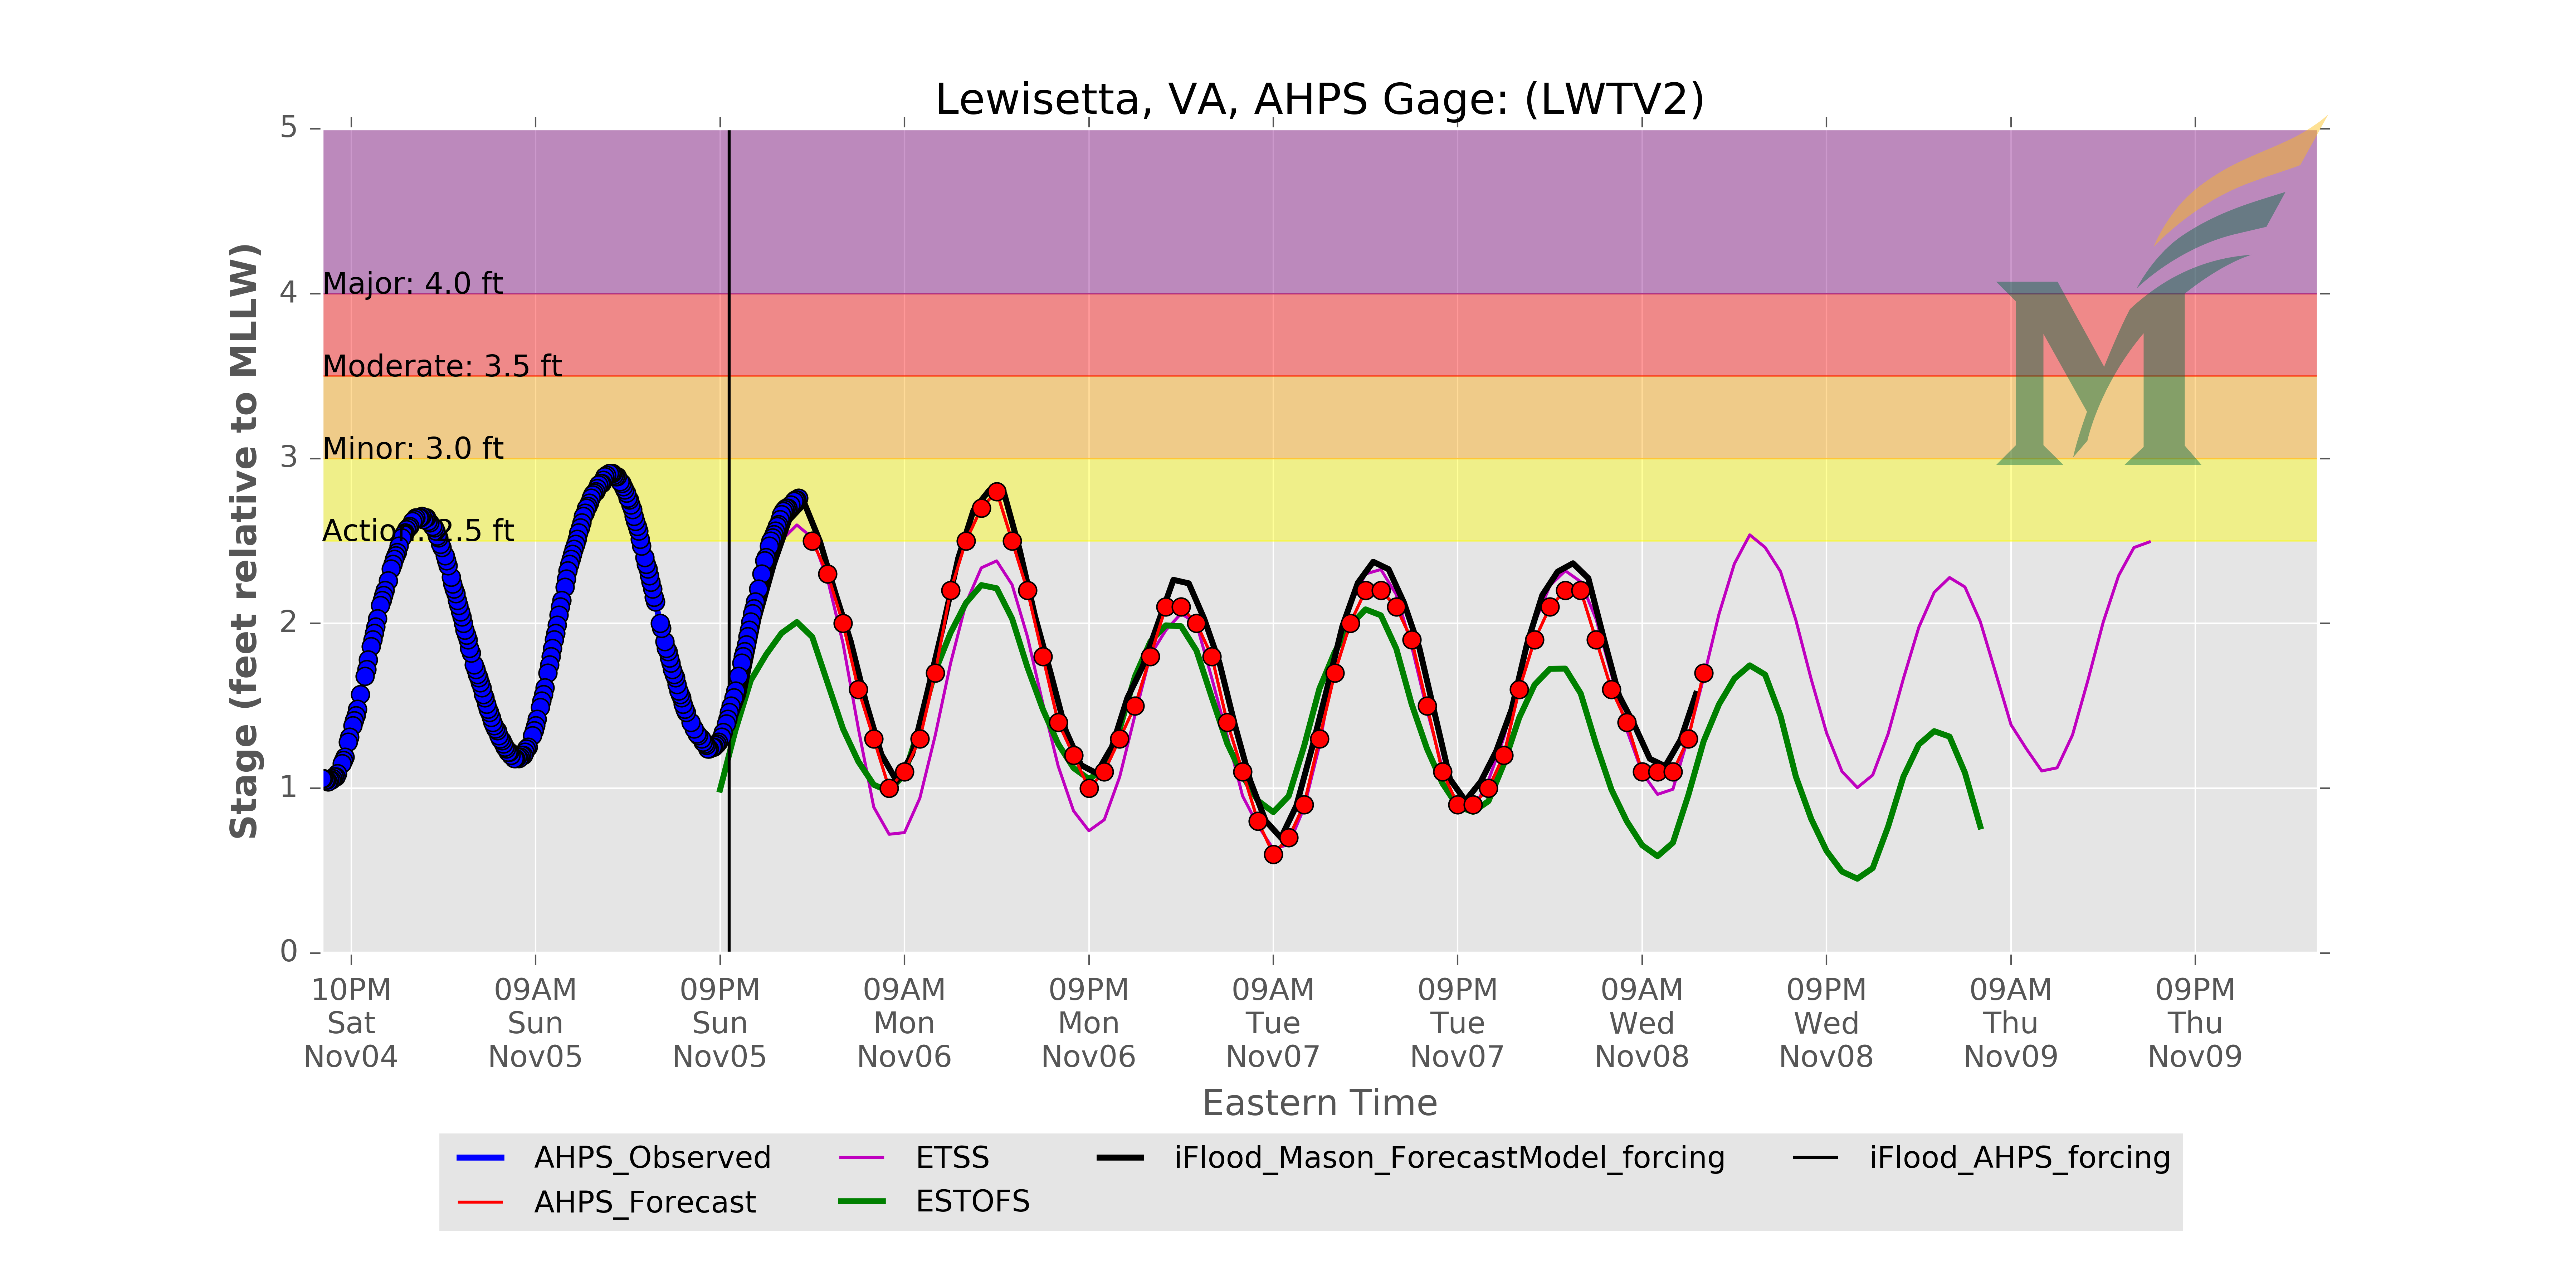 Lewisetta, VA, AHPS Gage: (LWTV2)
Stage (feet relative to MLLW)
5
4
3
2
1
0
Major: 4.0 ft
Moderate: 3.5 ft
Minor: 3.0 ft
Action: 2.5 ft
10PM 09AM 09PM 09AM 09PM 09AM 09PM 09AM 09PM 09AM 09PM
Sat Sun Sun Mon Mon Tue Tue Wed Wed Thu Thu
Nov04 Nov05 Nov05 Nov06 Nov06 Nov07 Nov07 Nov08 Nov08 Nov09 Nov09
Eastern Time
AHPS_Observed ETSS iFlood_Mason_ForecastModel_forcing iFlood_AHPS_forcing
AHPS_Forecast ESTOFS